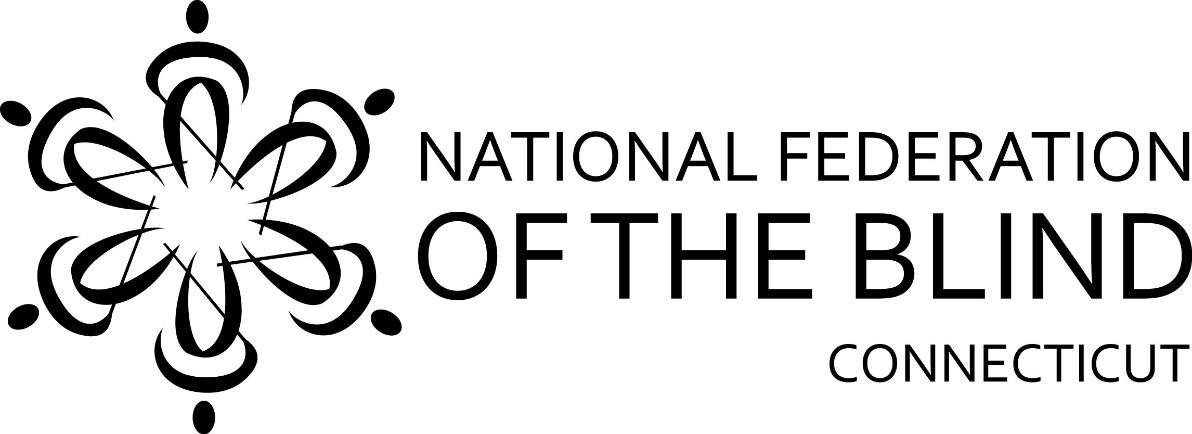 NATIONAL FEDERATION
OF THE BLIND
CONNECTICUT